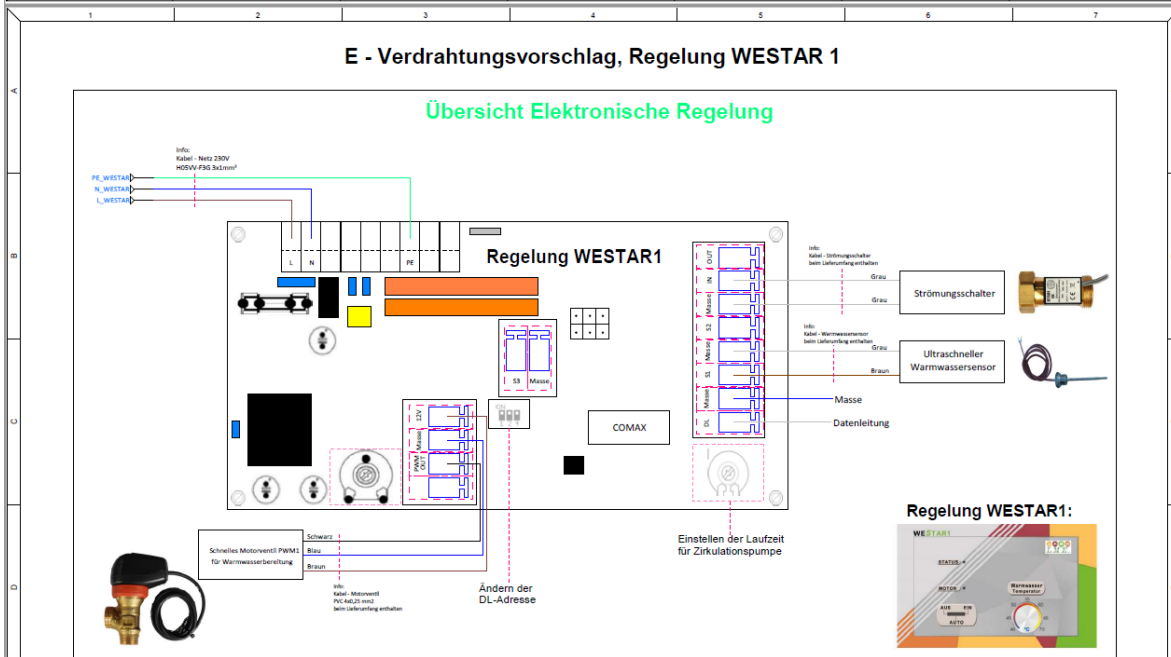 1 2 3 4 5 6 7
E - Verdrahtungsvorschlag, Regelung WESTAR 1
A
Übersicht Elektronische Regelung
Info:
Kabel - Netz 230V
H05VV-F3G 3x1mm²
PE_WESTAR
N_WESTAR
L_WESTAR
B
L N PE
Regelung WESTAR1
OUT
IN
Masse
S2
Masse
S1
Masse
DL
Info:
Kabel - Strömungsschalter
beim Lieferumfang enthalten
Grau
Grau
Strömungsschalter
Info:
Kabel - Warmwassersensor
beim Lieferumfang enthalten
Grau
Braun
Ultraschneller
Warmwassersensor
Masse
Datenleitung
S3 Masse
C
ON
1 2
12V
Masse
PWM
OUT
COMAX
Einstellen der Laufzeit
für Zirkulationspumpe
Regelung WESTAR1:
WESTAR1
STATUS
MOTOR
AUS EIN
AUTO
Warmwasser
Temperatur
D
Schnelles Motorventil PWM1
für Warmwasserbereitung
Schwarz
Blau
Braun
Info:
Kabel - Motorventil
PVC 4x0,25 mm2
beim Lieferumfang enthalten
Ändern der
DL-Adresse